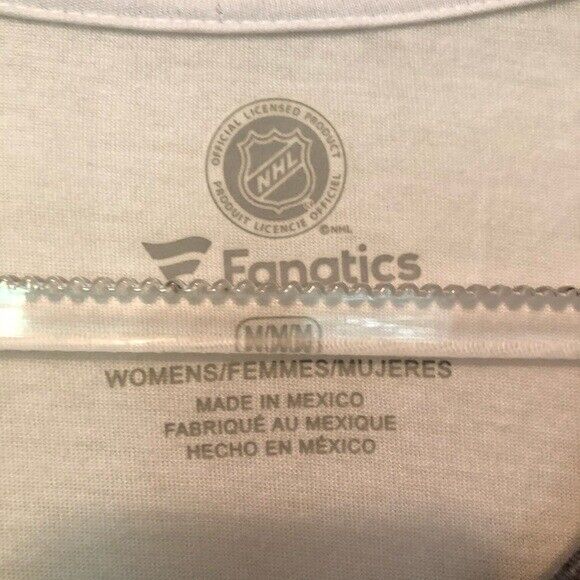 OFFICIAL LICENSED PRODUCT
NHL
PRODUIT LICENCIE OFFICIEL
©NHL
Fanatics
WOMENS/FEMMES/MUJERES
MADE IN MEXICO
FABRIQUÉ AU MEXIQUE
HECHO EN MÉXICO